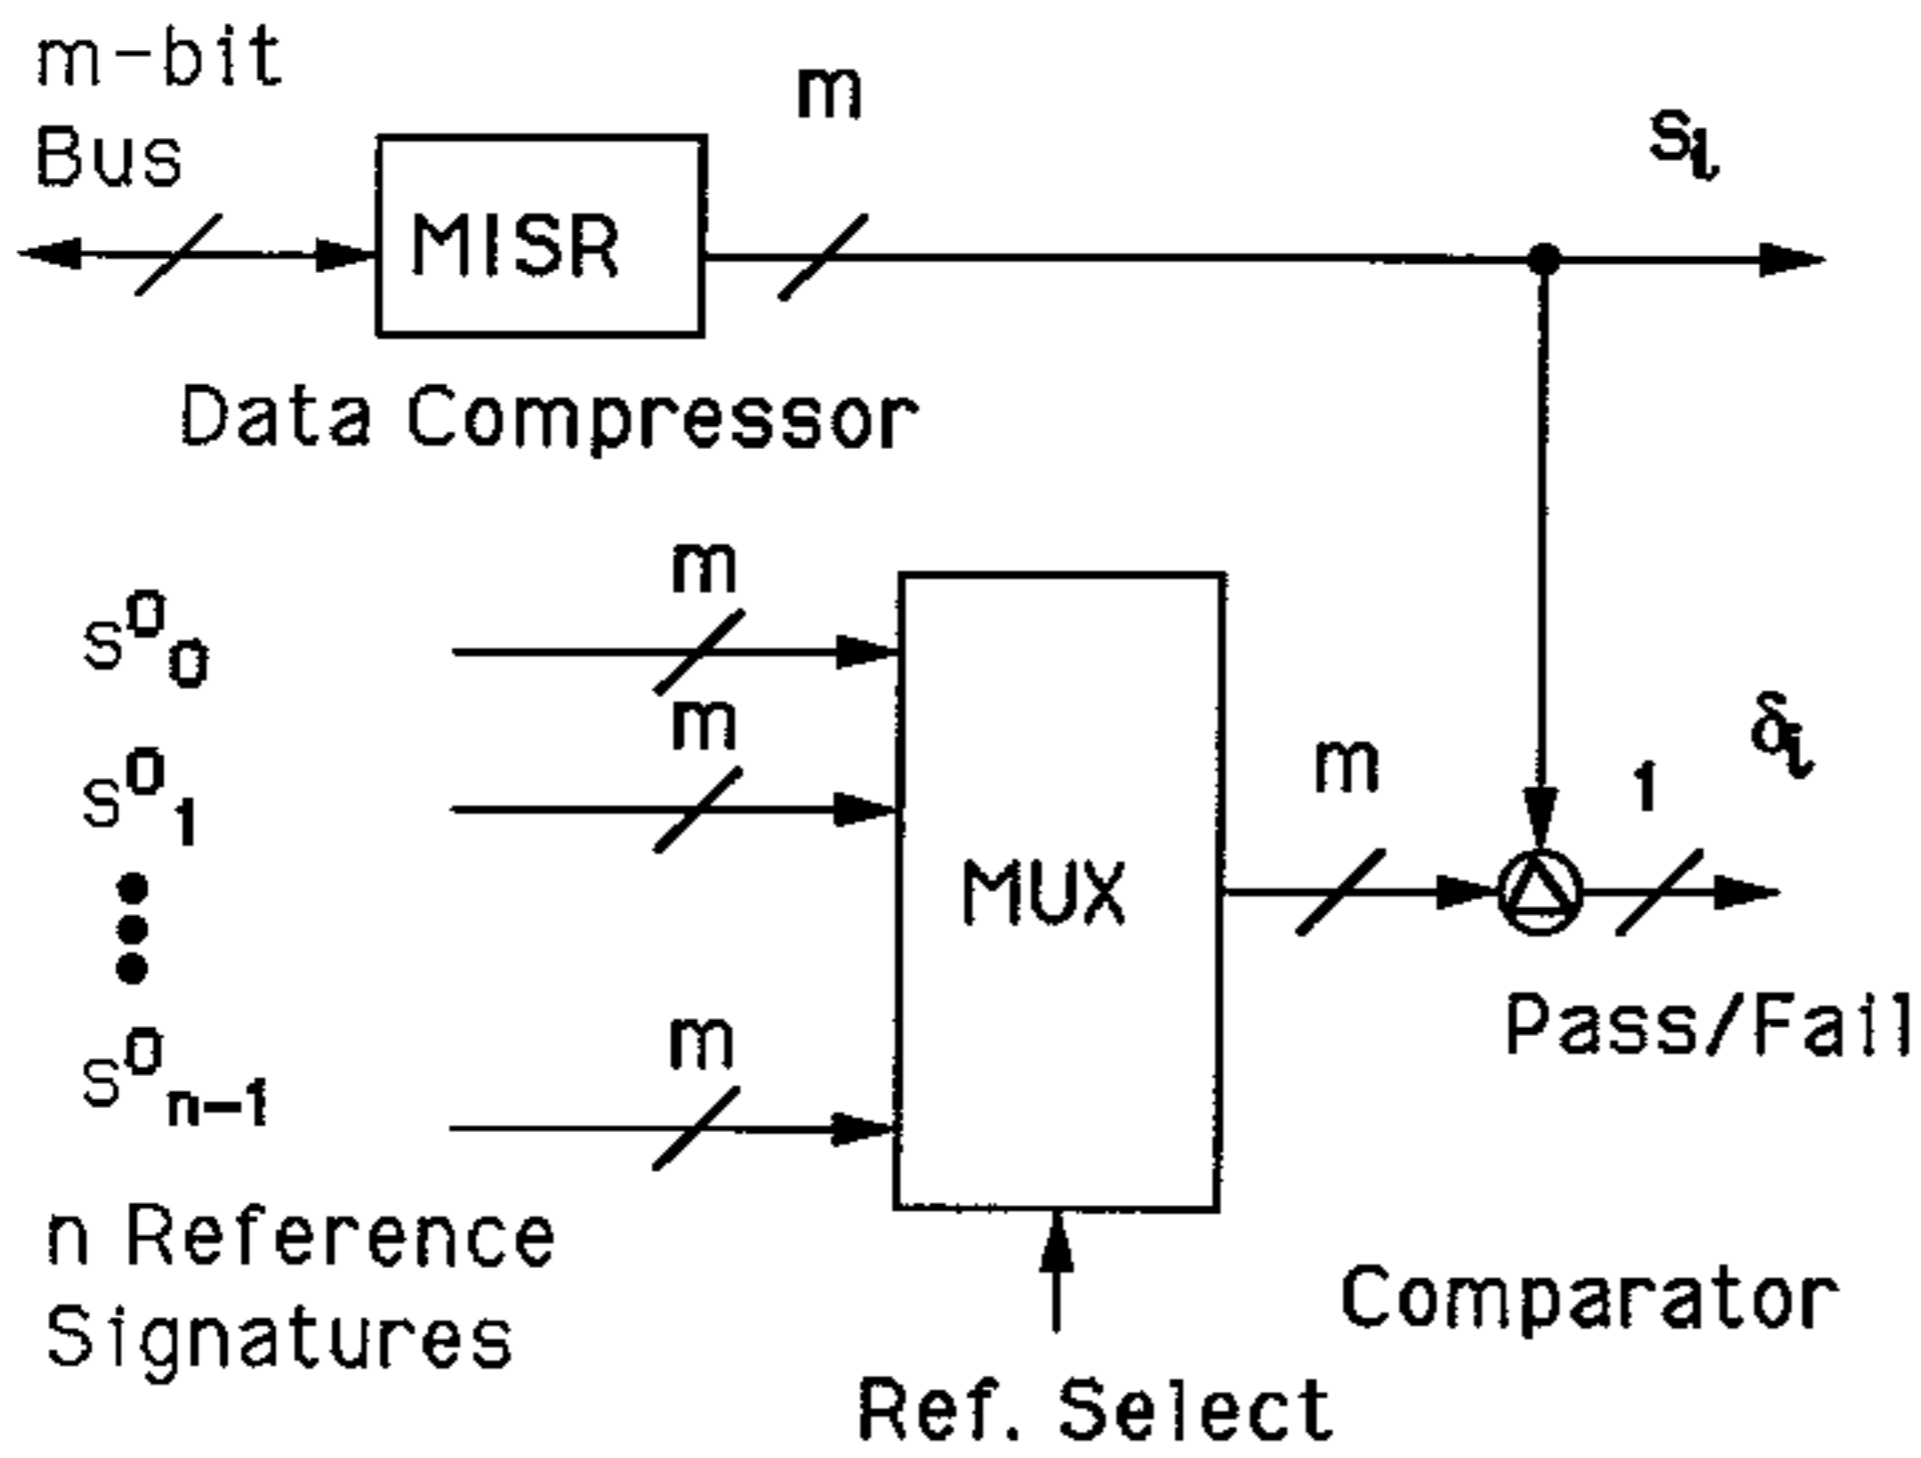 m-bit
Bus
m
S_i
MISR
Data Compressor
m
S^0_0
m
S^0_1
MUX
m
1
δ_i
Pass/Fail
m
S^0_{n-1}
n Reference
Signatures
Comparator
Ref. Select